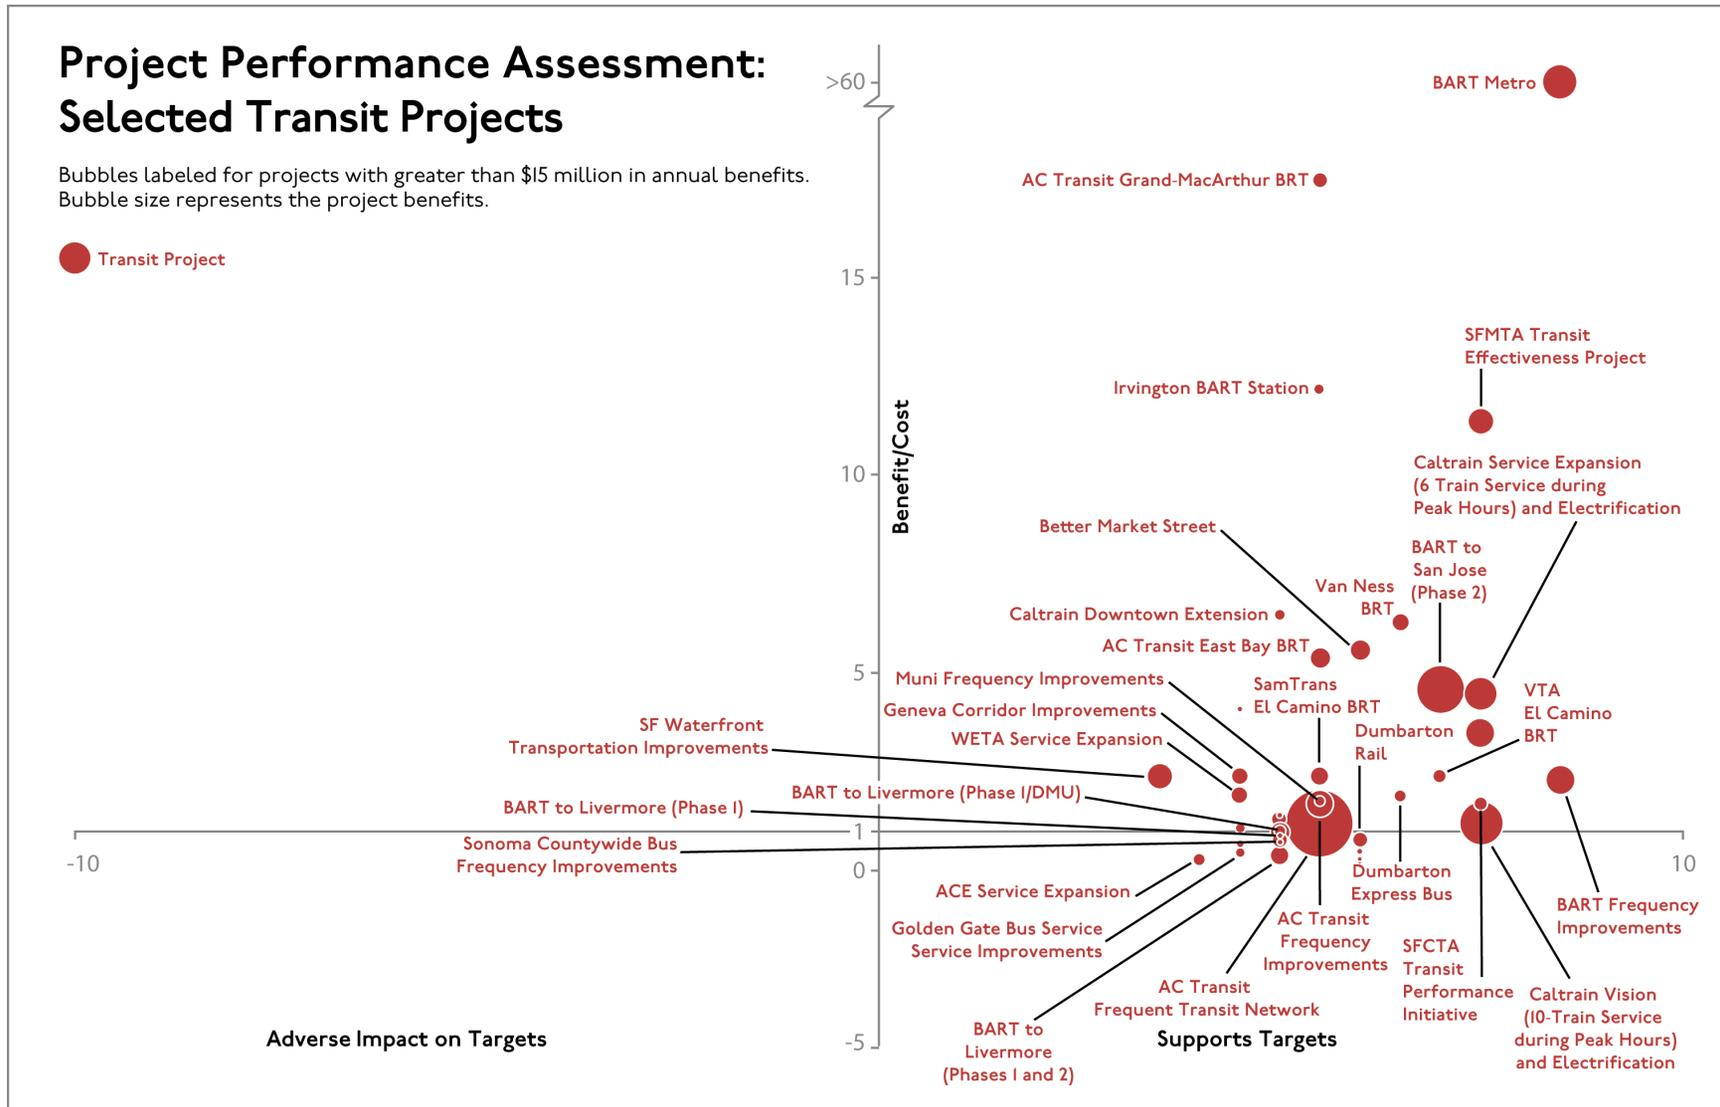 Project Performance Assessment:
Selected Transit Projects
Bubbles labeled for projects with greater than $15 million in annual benefits.
Bubble size represents the project benefits.
Transit Project
>60
15
10
5
1
0
-5
-10
10
Benefit/Cost
Adverse Impact on Targets
Supports Targets
BART Metro
AC Transit Grand-MacArthur BRT
SFMTA Transit
Effectiveness Project
Irvington BART Station
Caltrain Service Expansion
(6 Train Service during
Peak Hours) and Electrification
Better Market Street
BART to
San Jose
(Phase 2)
Van Ness
BRT
Caltrain Downtown Extension
AC Transit East Bay BRT
Muni Frequency Improvements
SamTrans
El Camino BRT
VTA
El Camino
BRT
Geneva Corridor Improvements
SF Waterfront
Transportation Improvements
WETA Service Expansion
Dumbarton
Rail
BART to Livermore (Phase 1/DMU)
BART to Livermore (Phase 1)
Sonoma Countywide Bus
Frequency Improvements
ACE Service Expansion
Dumbarton
Express Bus
BART Frequency
Improvements
Golden Gate Bus Service
Service Improvements
AC Transit
Frequency
Improvements
SFCTA
Transit
Performance
Initiative
AC Transit
Frequent Transit Network
Caltrain Vision
(10-Train Service
during Peak Hours)
and Electrification
BART to
Livermore
(Phases 1 and 2)